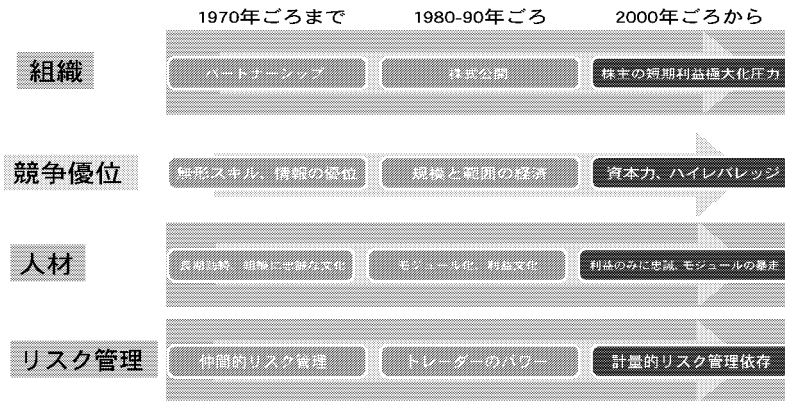 1970年ごろまで 1980-90年ごろ 2000年ごろから
組織 パートナーシップ 株式公開 株主の短期利益極大化圧力
競争優位 無形スキル、情報の優位 規模と範囲の経済 資本力、ハイレバレッジ
人材 長期訓練、組織に忠誠な文化 モジュール化、利益文化 利益のみに忠誠、モジュールの暴走
リスク管理 仲間的リスク管理 トレーダーのパワー 計量的リスク管理依存